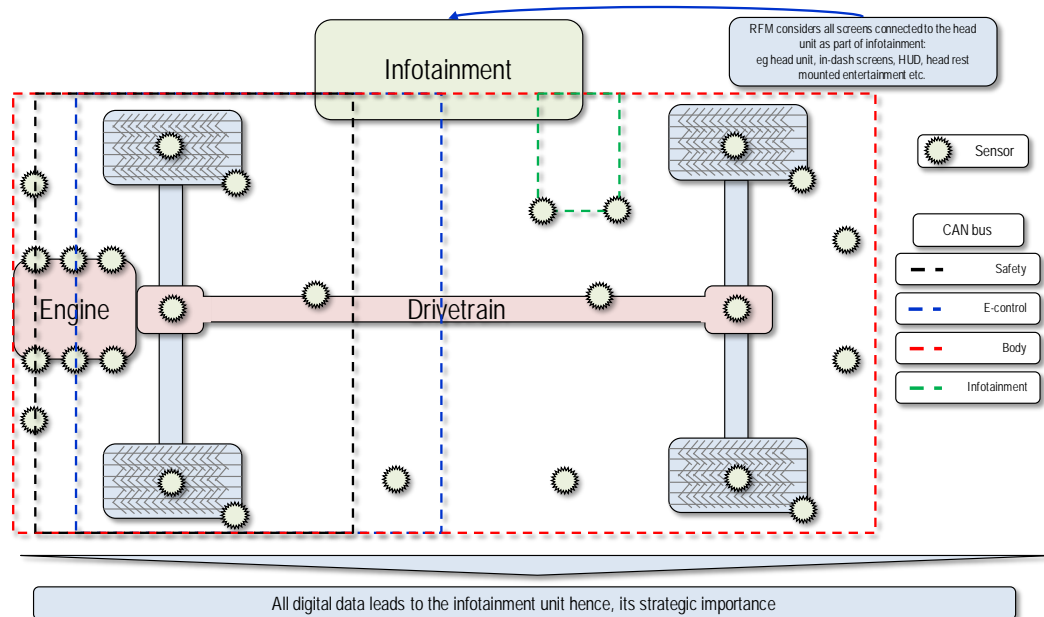 RFM considers all screens connected to the head
unit as part of infotainment:
eg head unit, in-dash screens, HUD, head rest
mounted entertainment etc.
Infotainment
Sensor
CAN bus
Safety
E-control
Body
Infotainment
Engine
Drivetrain
All digital data leads to the infotainment unit hence, its strategic importance